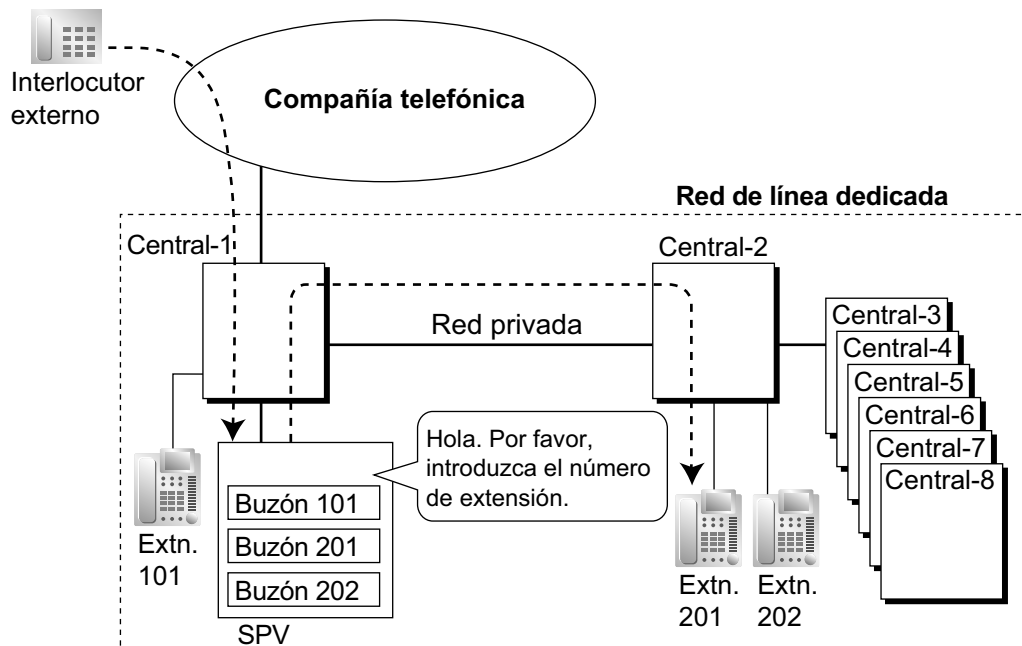 Interlocutor
externo
Compañía telefónica
Red de línea dedicada
Central-1
Central-2
Red privada
Central-3
Central-4
Central-5
Central-6
Central-7
Central-8
Hola. Por favor,
introduzca el número
de extensión.
Buzón 101
Buzón 201
Buzón 202
SPV
Extn.
101
Extn.
201
Extn.
202